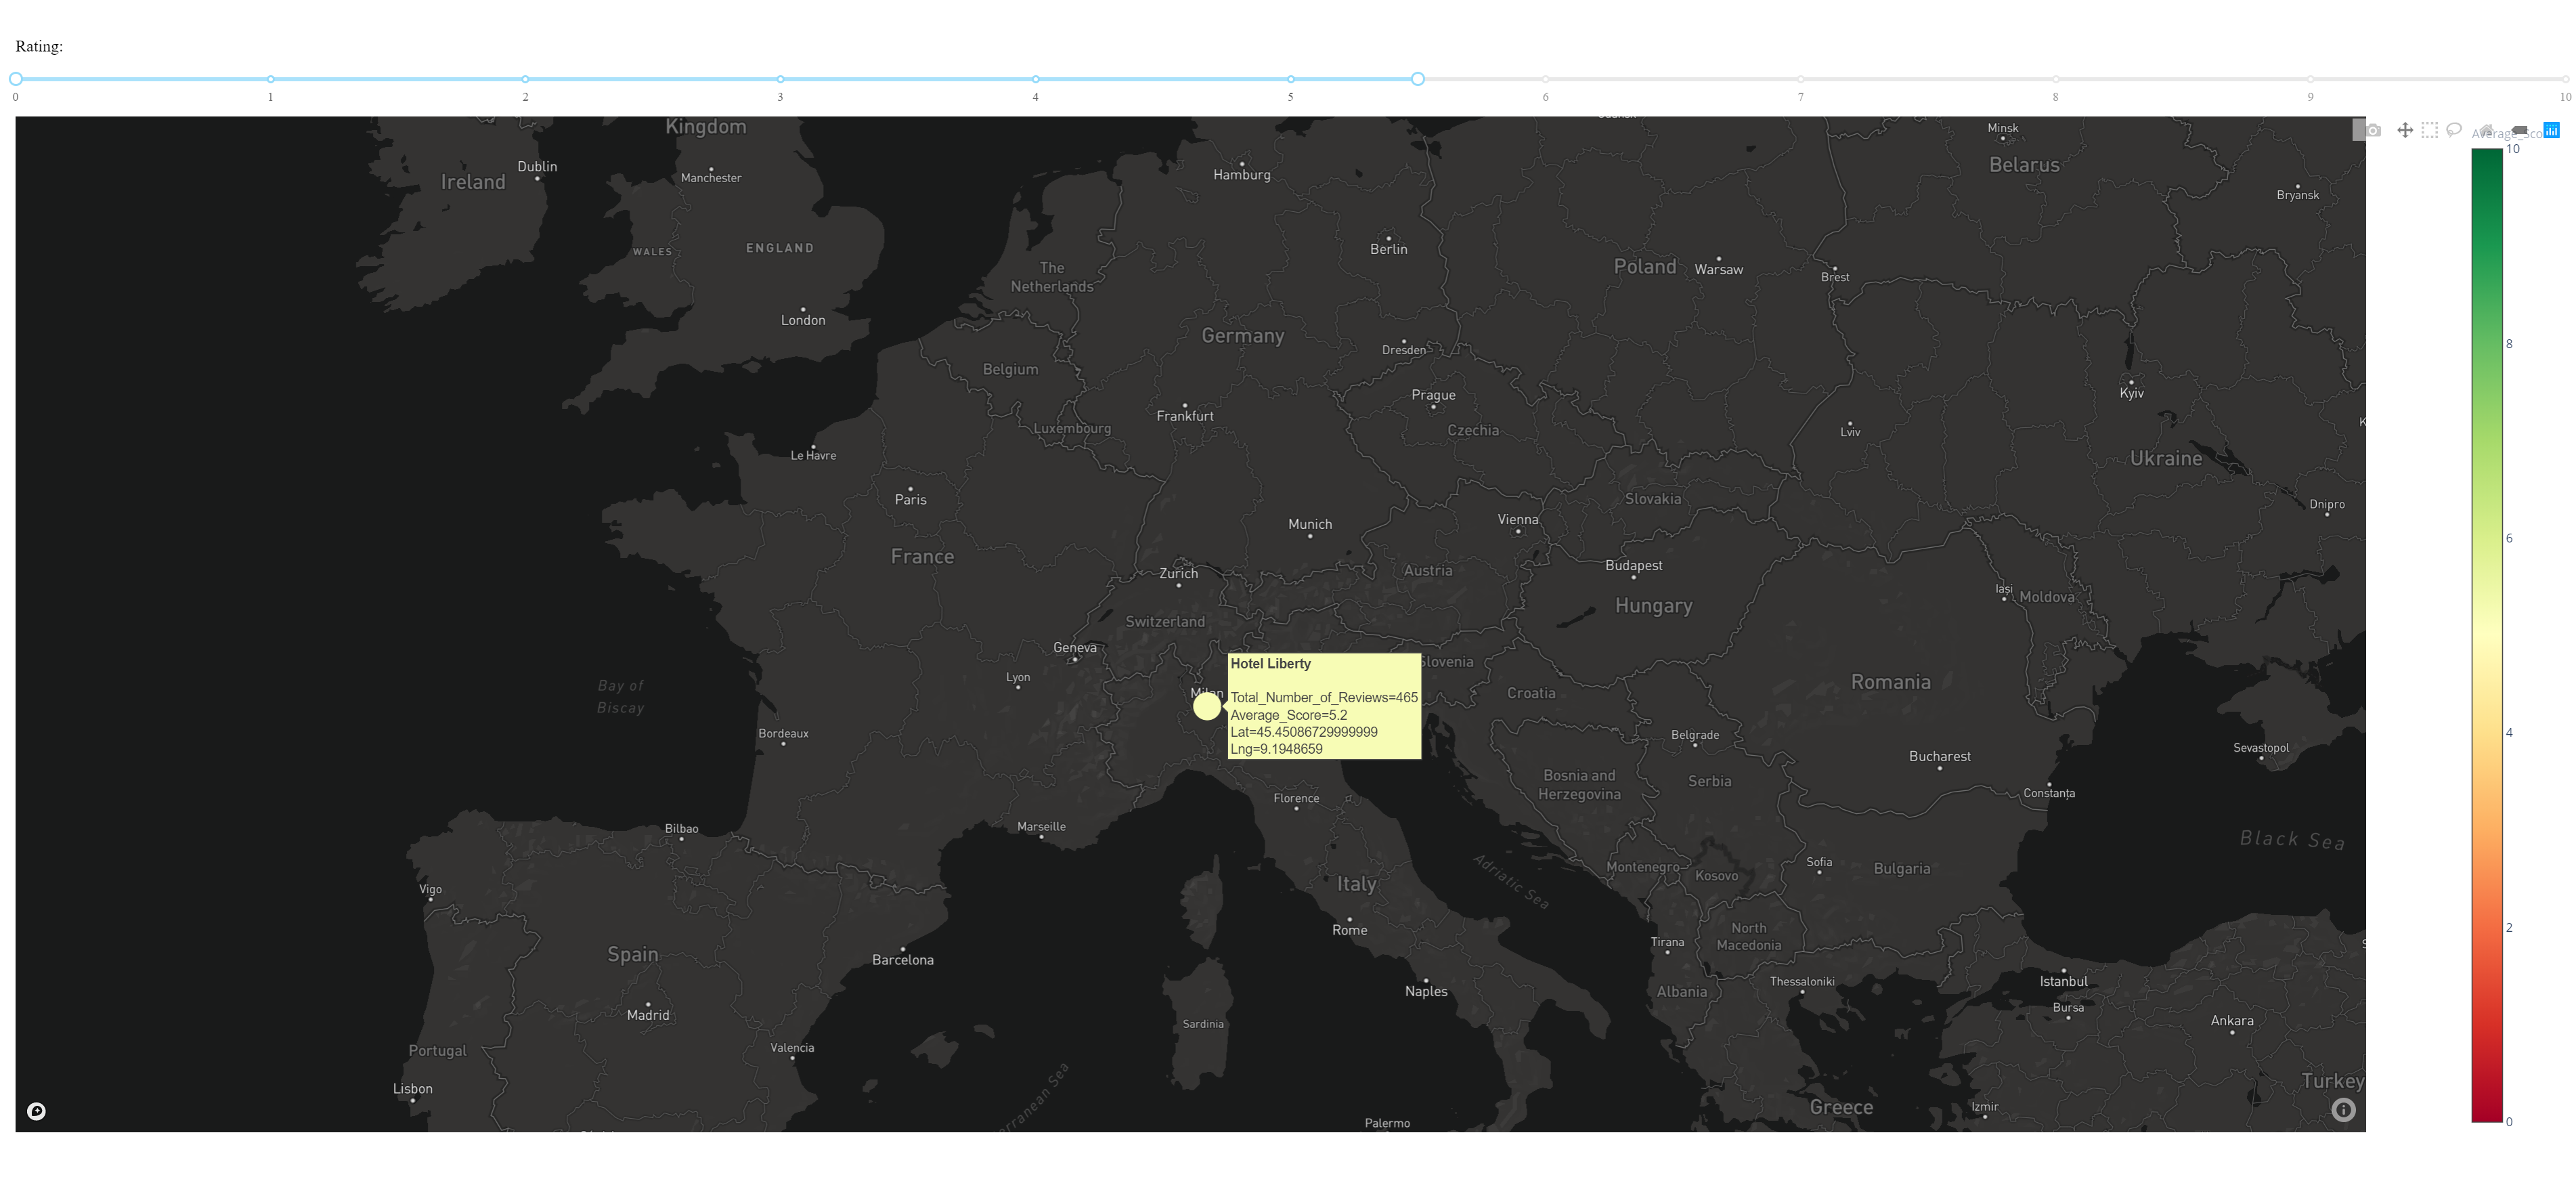 Rating:
0
1
2
3
4
5
6
7
8
9
10
Kingdom
Minsk
Average_Sco
10
Dublin
Manchester
Hamburg
Belarus
Ireland
Bryansk
WALES
ENGLAND
Berlin
The
Netherlands
Poland
Warsaw
Brest
London
Germany
Dresden
8
Belgium
Prague
Kyiv
Frankfurt
Luxembourg
Czechia
Lviv
K
Le Havre
Ukraine
Paris
Slovakia
Dnipro
Munich
Vienna
6
France
Zurich
Austria
Budapest
Iași
Moldova
Hungary
Switzerland
Geneva
Hotel Liberty
Slovenia
Lyon
Bay of
Biscay
Milan
Total_Number_of_Reviews=465
Average_Score=5.2
Lat=45.45086729999999
Lng=9.1948659
Croatia
Romania
Bordeaux
Belgrade
4
Sevastopol
Bucharest
Bosnia and
Herzegovina
Serbia
Constanța
Florence
Bilbao
Marseille
Black Sea
Adriatic Sea
Montenegro
Kosovo
Sofia
Bulgaria
Vigo
Italy
Rome
North
Macedonia
2
Spain
Barcelona
Tirana
S
Istanbul
Naples
Albania
Thessaloniki
Bursa
Madrid
Sardinia
Ankara
Portugal
Valencia
Turkey
Lisbon
erranean Sea
Greece
Izmir
Palermo
0